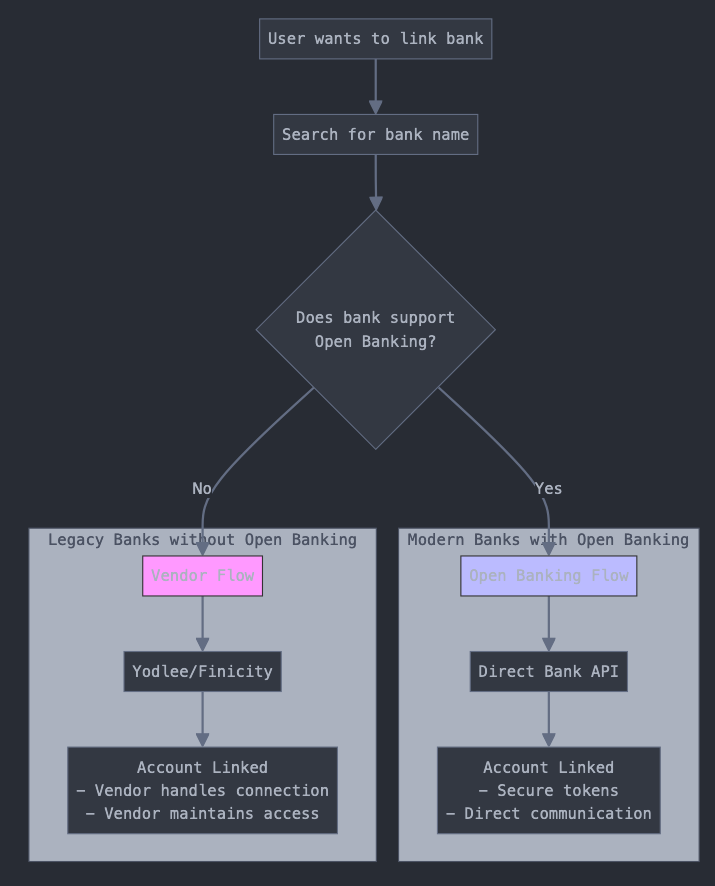 User wants to link bank
Search for bank name
Does bank support
Open Banking?
No
Yes
Legacy Banks without Open Banking
Vendor Flow
Yodlee/Finicity
Account Linked
– Vendor handles connection
– Vendor maintains access
Modern Banks with Open Banking
Open Banking Flow
Direct Bank API
Account Linked
– Secure tokens
– Direct communication